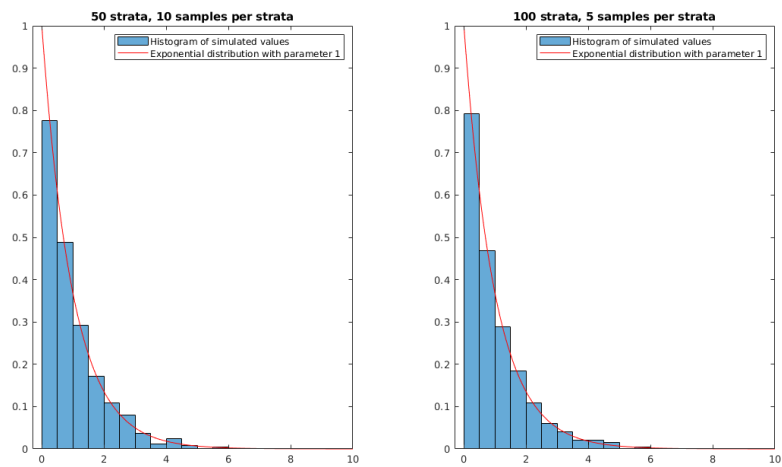 50 strata, 10 samples per strata
Histogram of simulated values
Exponential distribution with parameter 1
1
0.9
0.8
0.7
0.6
0.5
0.4
0.3
0.2
0.1
0
0 2 4 6 8 10
100 strata, 5 samples per strata
Histogram of simulated values
Exponential distribution with parameter 1
1
0.9
0.8
0.7
0.6
0.5
0.4
0.3
0.2
0.1
0
0 2 4 6 8 10